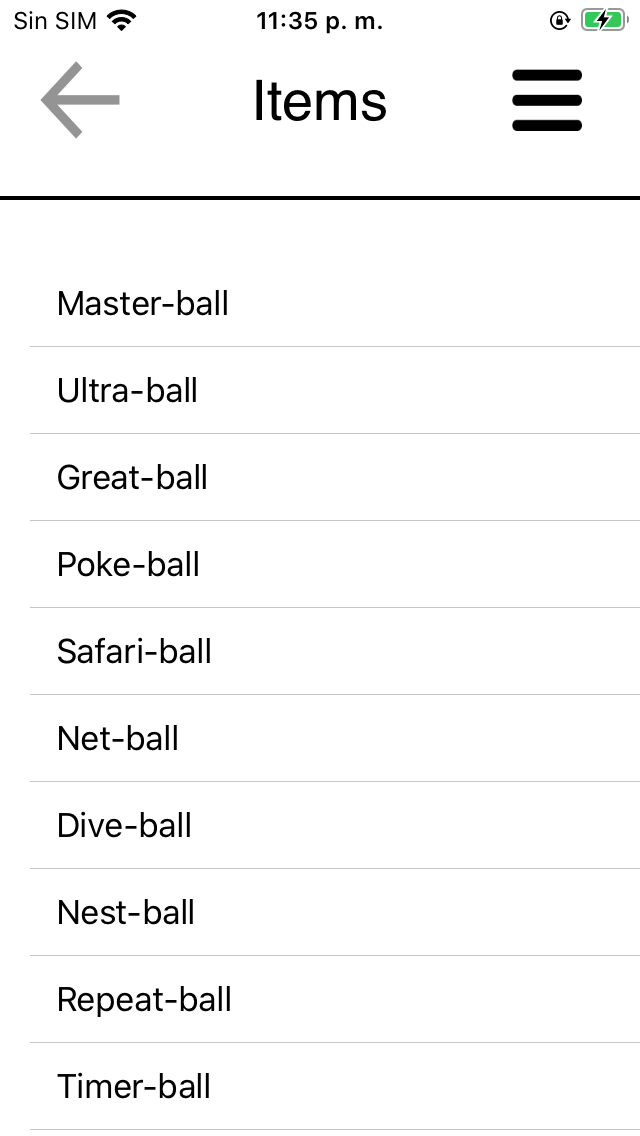 Sin SIM 11:35 p. m.
Items
Master-ball
Ultra-ball
Great-ball
Poke-ball
Safari-ball
Net-ball
Dive-ball
Nest-ball
Repeat-ball
Timer-ball